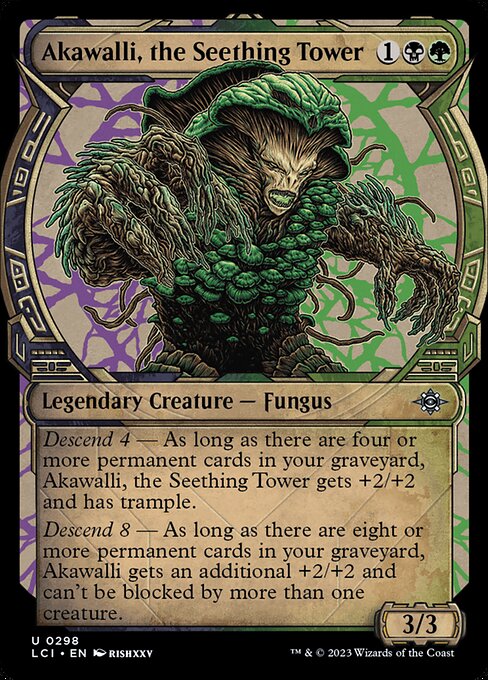 Akawalli, the Seething Tower 1
Legendary Creature — Fungus
Descend 4 — As long as there are four or
more permanent cards in your graveyard,
Akawalli, the Seething Tower gets +2/+2
and has trample.
Descend 8 — As long as there are eight or
more permanent cards in your graveyard,
Akawalli gets an additional +2/+2 and
can't be blocked by more than one
creature.
3/3
U 0298
LCI • EN RISHXXV
™ & © 2023 Wizards of the Coast